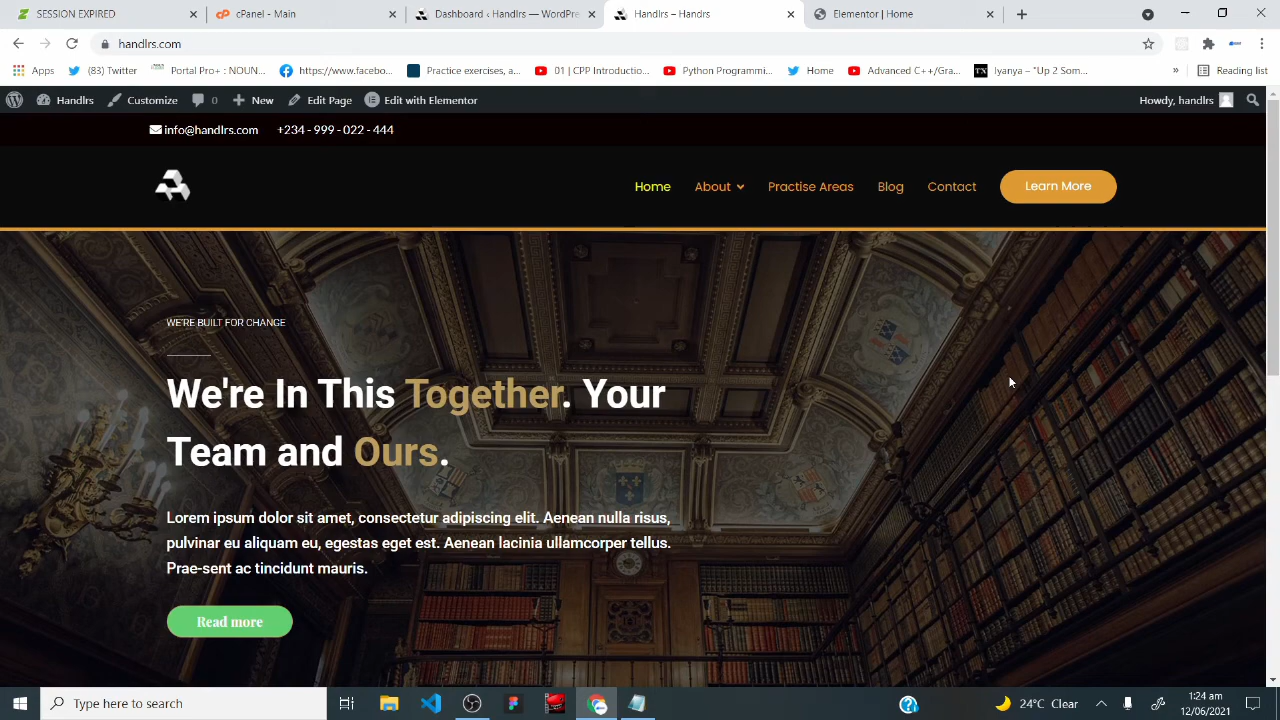 SESSION EXPIRED
cPanel - Main
Dashboard ‹ Handlrs — WordPre
Handlrs – Handrs
Elementor | Home
handlrs.com
Apps
03) Twitter
Portal Pro+ : NOUN...
https://www.facebo...
Practice exercises, a...
01 | CPP Introductio...
Python Programmi...
Home
Advanced C++/Gra...
TX
Iyanya – "Up 2 Som...
»
Reading list
Handlrs
Customize
0
New
Edit Page
Edit with Elementor
Howdy, handlrs
info@handlrs.com
+234 - 999 - 022 - 444
Home
About
Practise Areas
Blog
Contact
Learn More
WE'RE BUILT FOR CHANGE
We're In This Together. Your
Team and Ours.
Lorem ipsum dolor sit amet, consectetur adipiscing elit. Aenean nulla risus,
pulvinar eu aliquam eu, egestas eget est. Aenean lacinia ullamcorper tellus.
Prae-sent ac tincidunt mauris.
Read more
Type here to search
24°C Clear
1:24 am
12/06/2021